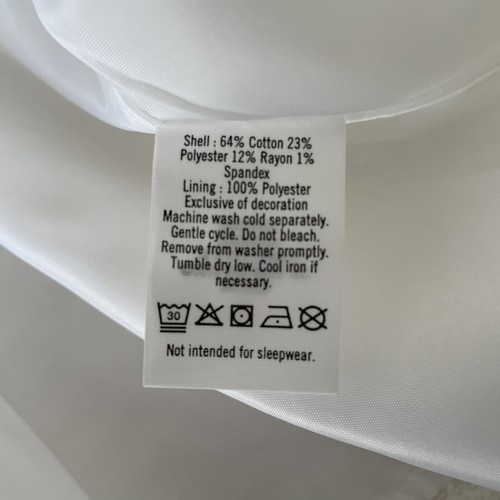 Shell : 64% Cotton 23%
Polyester 12% Rayon 1%
Spandex
Lining : 100% Polyester
Exclusive of decoration
Machine wash cold separately.
Gentle cycle. Do not bleach.
Remove from washer promptly.
Tumble dry low. Cool iron if
necessary.
30
Not intended for sleepwear.